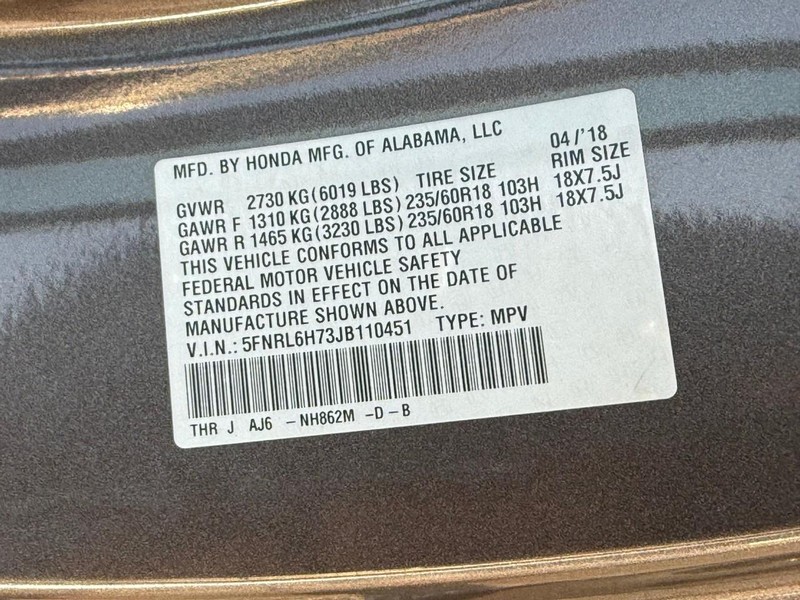 MFD. BY HONDA MFG. OF ALABAMA, LLC 04/'18
GVWR 2730 KG(6019 LBS) TIRE SIZE RIM SIZE
GAWR F 1310 KG(2888 LBS)235/60R18 103H 18X7.5J
GAWR R 1465 KG(3230 LBS)235/60R18 103H 18X7.5J
THIS VEHICLE CONFORMS TO ALL APPLICABLE
FEDERAL MOTOR VEHICLE SAFETY
STANDARDS IN EFFECT ON THE DATE OF
MANUFACTURE SHOWN ABOVE.
V.I.N.: 5FNRL6H73JB110451 TYPE: MPV
THR J AJ6 -NH862M -D-B